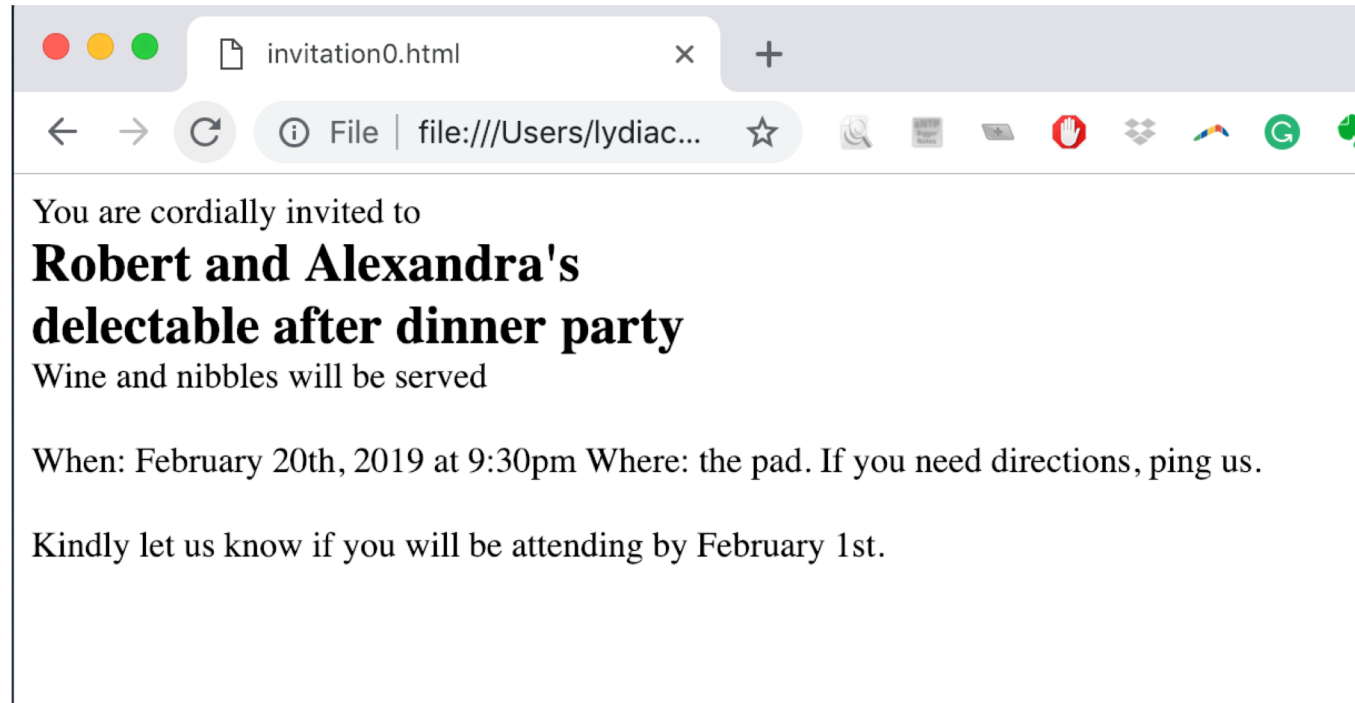 invitation0.html
File file:///Users/lydiac...
You are cordially invited to
Robert and Alexandra's
delectable after dinner party
Wine and nibbles will be served
When: February 20th, 2019 at 9:30pm Where: the pad. If you need directions, ping us.
Kindly let us know if you will be attending by February 1st.